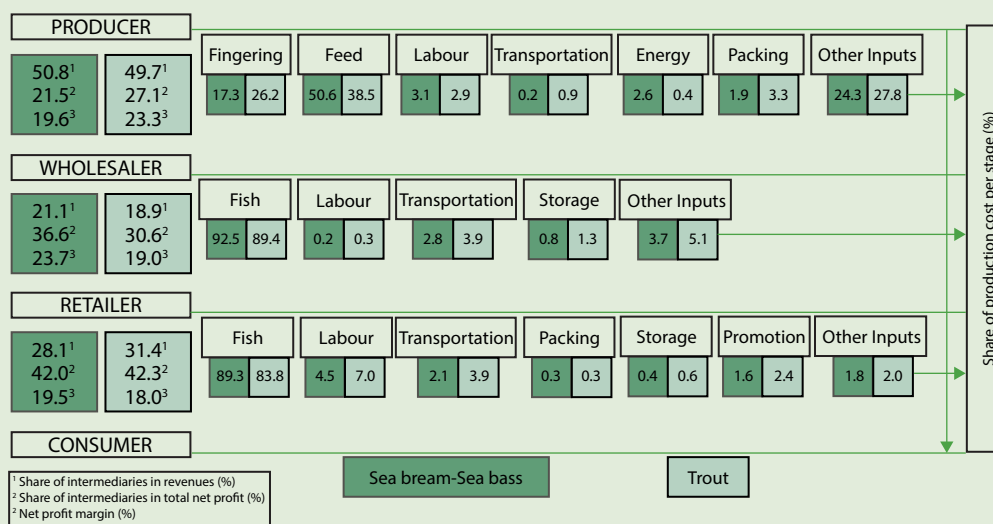 PRODUCER
50.8¹ 49.7¹
21.5² 27.1²
19.6³ 23.3³
Fingering Feed Labour Transportation Energy Packing Other Inputs
17.3 26.2 50.6 38.5 3.1 2.9 0.2 0.9 2.6 0.4 1.9 3.3 24.3 27.8
WHOLESALER
21.1¹ 18.9¹
36.6² 30.6²
23.7³ 19.0³
Fish Labour Transportation Storage Other Inputs
92.5 89.4 0.2 0.3 2.8 3.9 0.8 1.3 3.7 5.1
RETAILER
28.1¹ 31.4¹
42.0² 42.3²
19.5³ 18.0³
Fish Labour Transportation Packing Storage Promotion Other Inputs
89.3 83.8 4.5 7.0 2.1 3.9 0.3 0.3 0.4 0.6 1.6 2.4 1.8 2.0
CONSUMER
Share of production cost per stage (%)
¹ Share of intermediaries in revenues (%)
² Share of intermediaries in total net profit (%)
² Net profit margin (%)
Sea bream-Sea bass
Trout